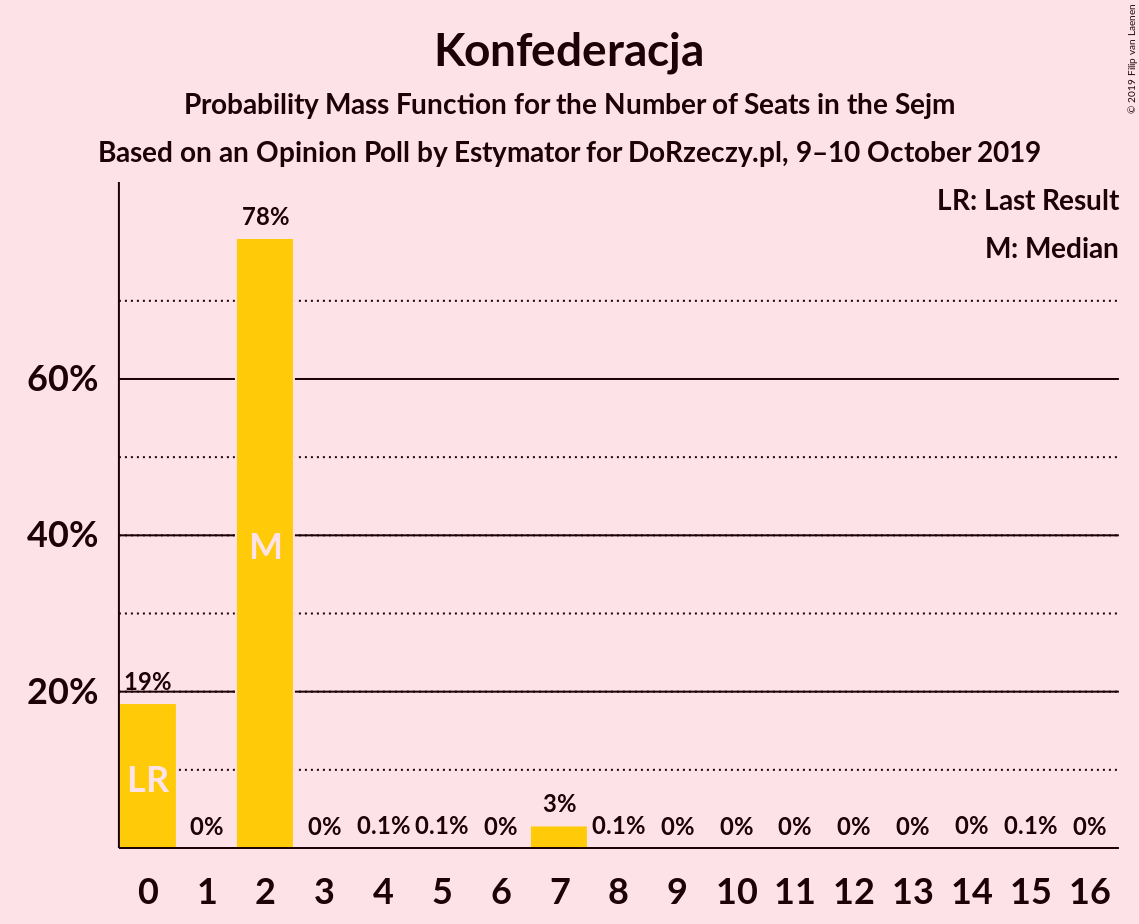 Konfederacja
Probability Mass Function for the Number of Seats in the Sejm
Based on an Opinion Poll by Estymator for DoRzeczy.pl, 9–10 October 2019
© 2019 Filip van Laenen
LR: Last Result
M: Median
78%
60%
40%
M
20%
19%
LR
0%
0%
0.1%
0.1%
0%
3%
0.1%
0%
0%
0%
0%
0%
0%
0.1%
0%
0 1 2 3 4 5 6 7 8 9 10 11 12 13 14 15 16